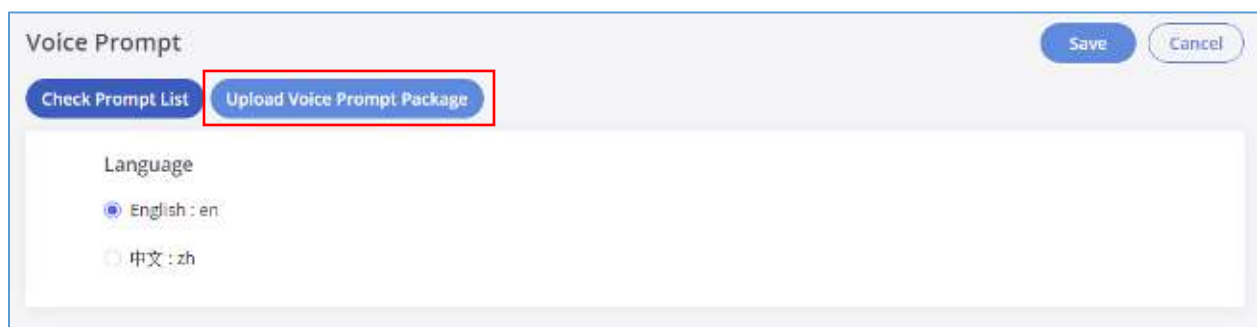 Voice Prompt
Save
Cancel
Check Prompt List
Upload Voice Prompt Package
Language
English : en
中文 : zh